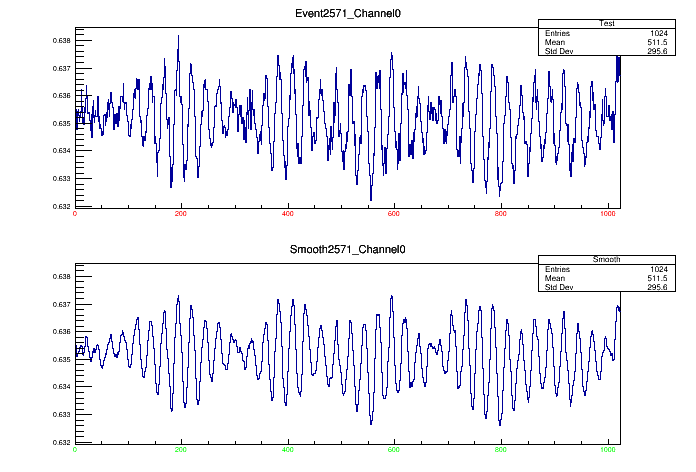 Event2571_Channel0
Test
Entries 1024
Mean 511.5
Std Dev 295.6
0.638
0.637
0.636
0.635
0.634
0.633
0.632
0 200 400 600 800 1000
Smooth2571_Channel0
Smooth
Entries 1024
Mean 511.5
Std Dev 295.6
0.638
0.637
0.636
0.635
0.634
0.633
0.632
0 200 400 600 800 1000